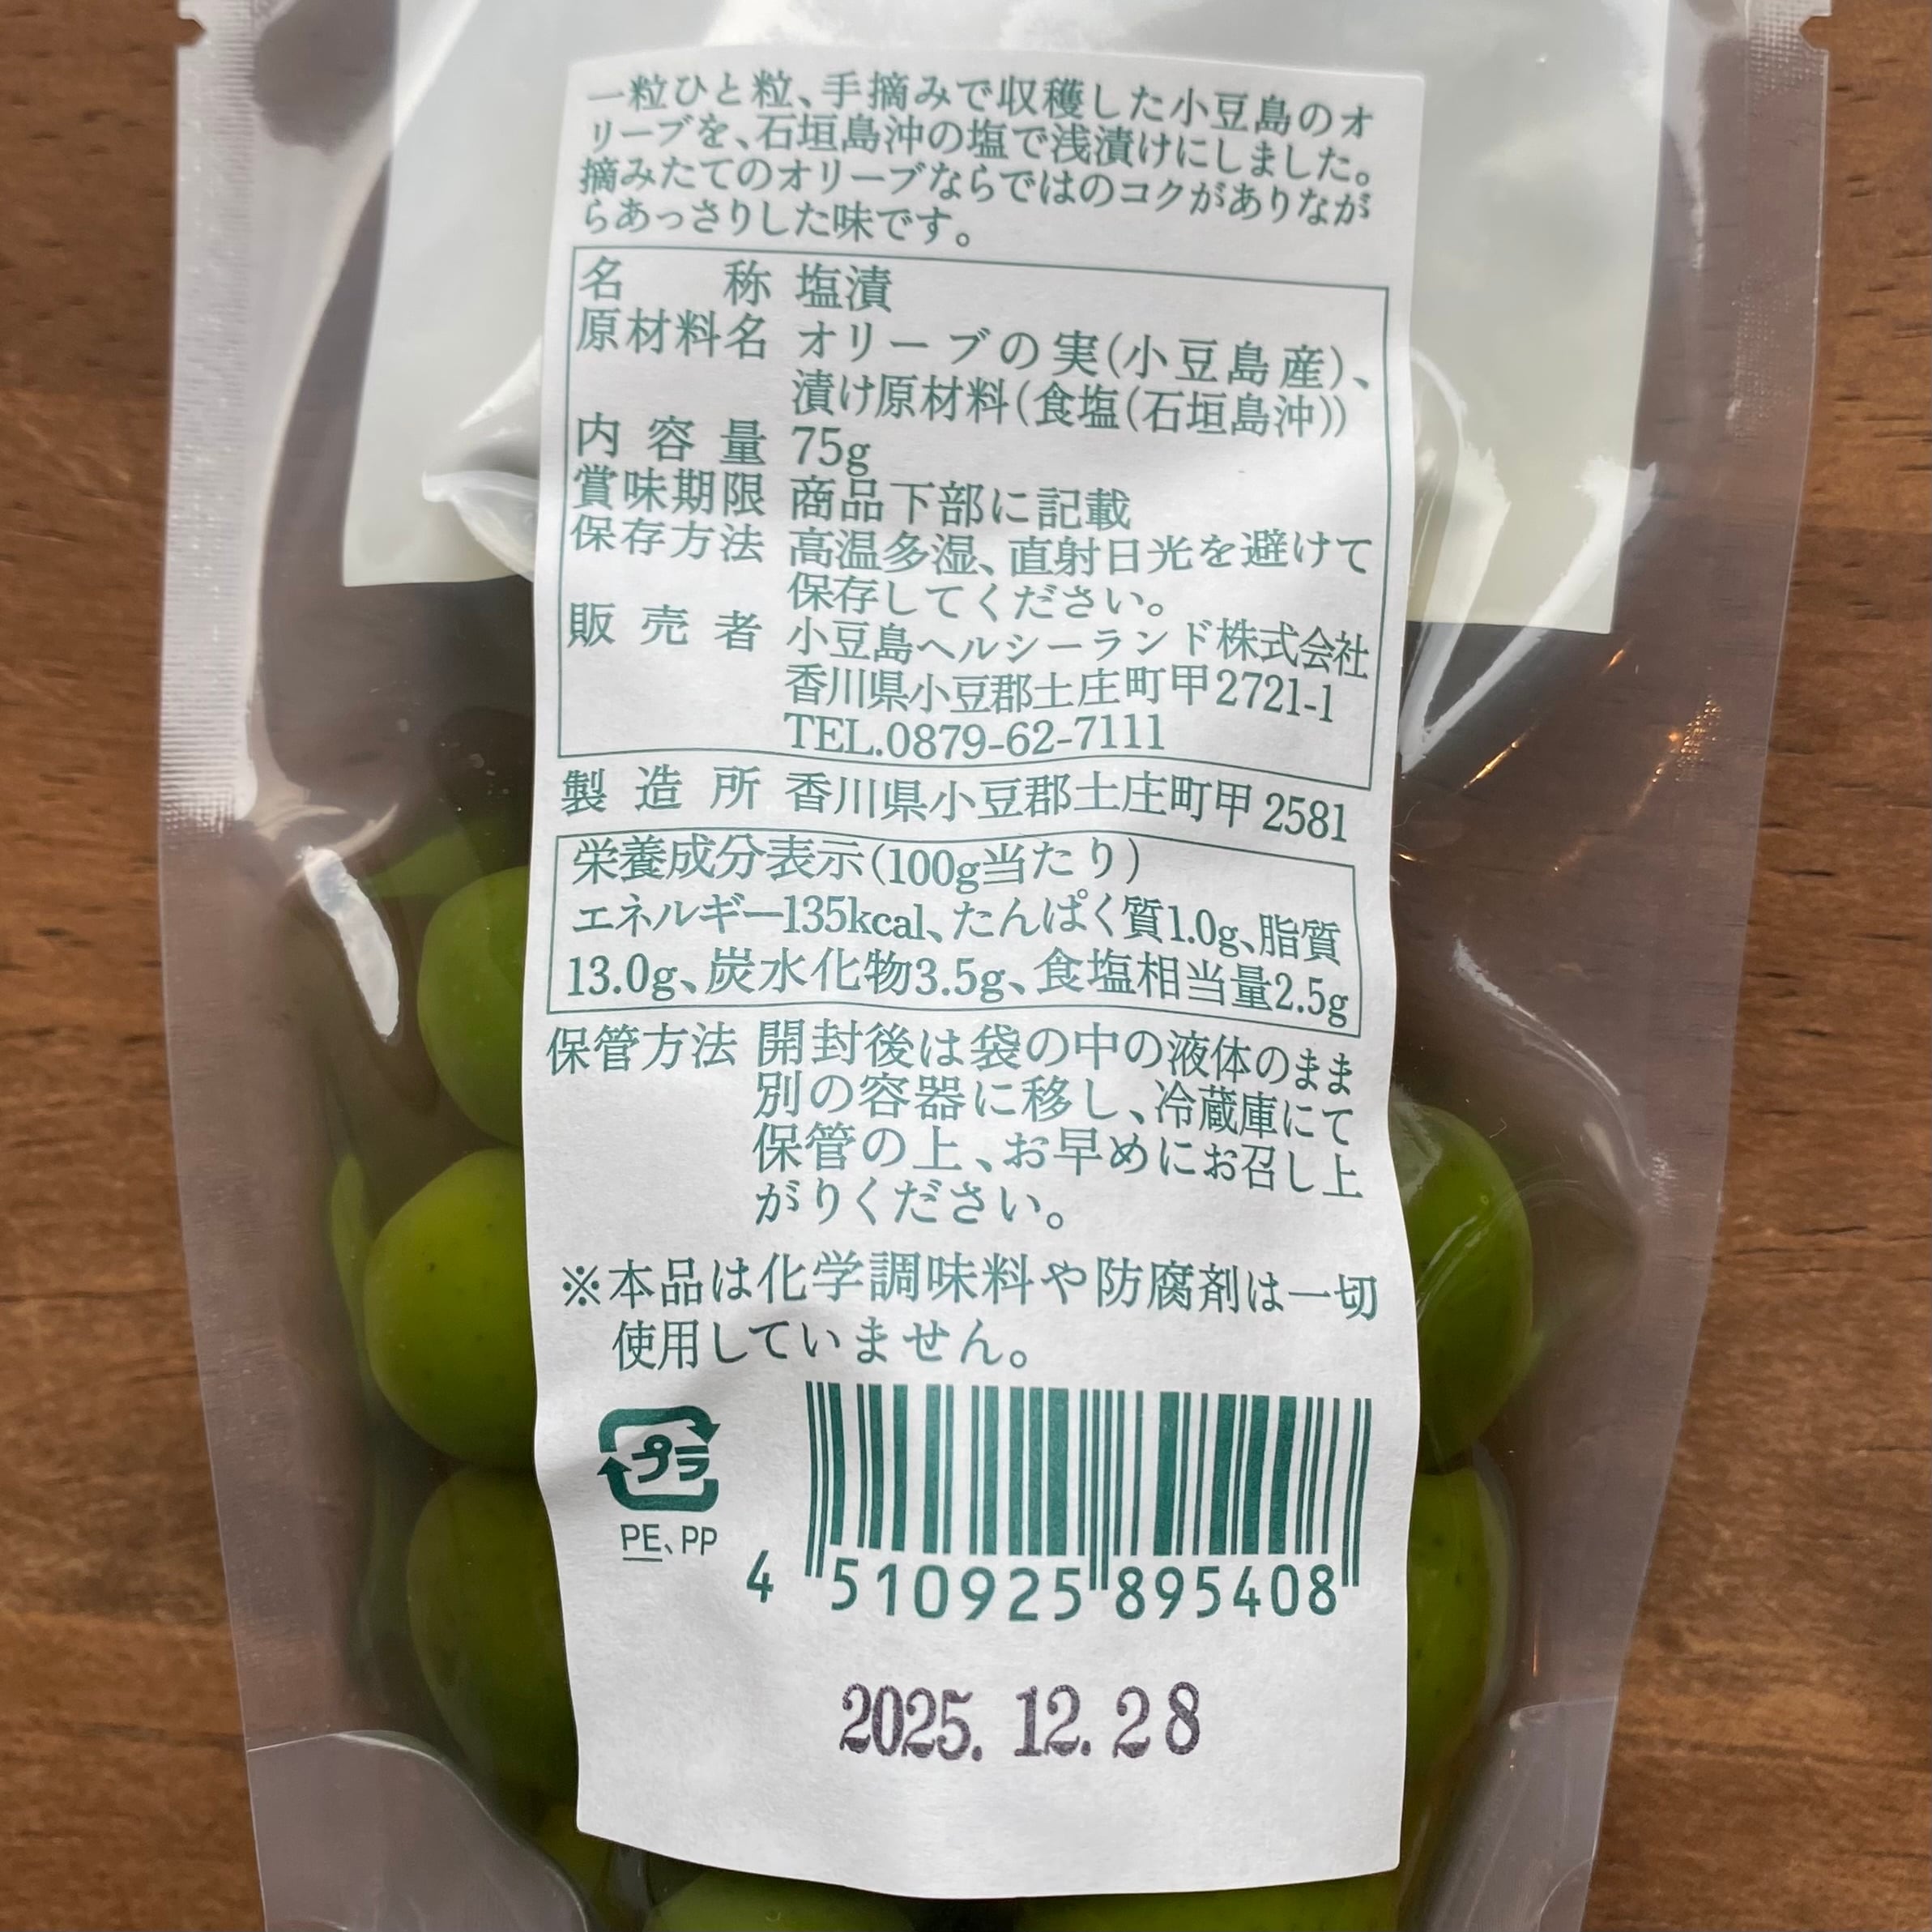 一粒ひと粒、手摘みで収穫した小豆島のオ
リーブを、石垣島沖の塩で浅漬けにしました。
摘みたてのオリーブならではのコクがありなが
らあっさりした味です。
名　　称 塩漬
原材料名 オリーブの実(小豆島産)、
漬け原材料(食塩(石垣島沖))
内容量 75g
賞味期限 商品下部に記載
保存方法 高温多湿、直射日光を避けて
保存してください。
販売者 小豆島ヘルシーランド株式会社
香川県小豆郡土庄町甲2721-1
TEL.0879-62-7111
製造所 香川県小豆郡土庄町甲2581
栄養成分表示(100g当たり)
エネルギー135kcal、たんぱく質1.0g、脂質
13.0g、炭水化物3.5g、食塩相当量2.5g
保管方法 開封後は袋の中の液体のまま
別の容器に移し、冷蔵庫にて
保管の上、お早めにお召し上
がりください。
※本品は化学調味料や防腐剤は一切
使用していません。
プラ
PE、PP
4 510925 895408
2025. 12. 28